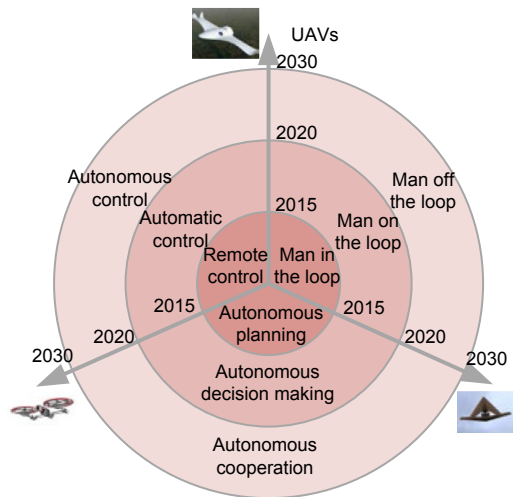 UAVs
2030
2020
Autonomous
control
Man off
the loop
2015
Automatic
control
Man on
the loop
Remote
control
Man in
the loop
2015
2015
Autonomous
planning
2020
2020
2030
2030
Autonomous
decision making
Autonomous
cooperation